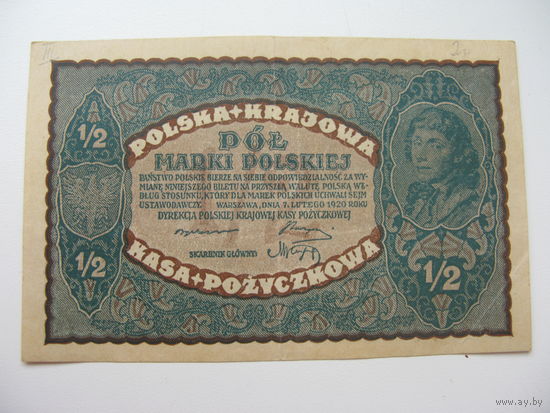 III
1/2
POLSKA + KRAJOWA
PÓŁ
MARKI POLSKIEJ
PAŃSTWO POLSKIE BIERZE NA SIEBIE ODPOWIEDZIALNOŚĆ ZA WY-
MIANĘ NINIEJSZEGO BILETU NA PRZYSZŁĄ WALUTĘ POLSKĄ WE-
DŁUG STOSUNKU, KTÓRY DLA MAREK POLSKICH UCHWALI SEJM
USTAWODAWCZY. WARSZAWA, DNIA 7. LUTEGO 1920 ROKU
DYREKCJA POLSKIEJ KRAJOWEJ KASY POŻYCZKOWEJ
SKARBNIK GŁÓWNY
KASA + POŻYCZKOWA
1/2
1/2
www.ay.by